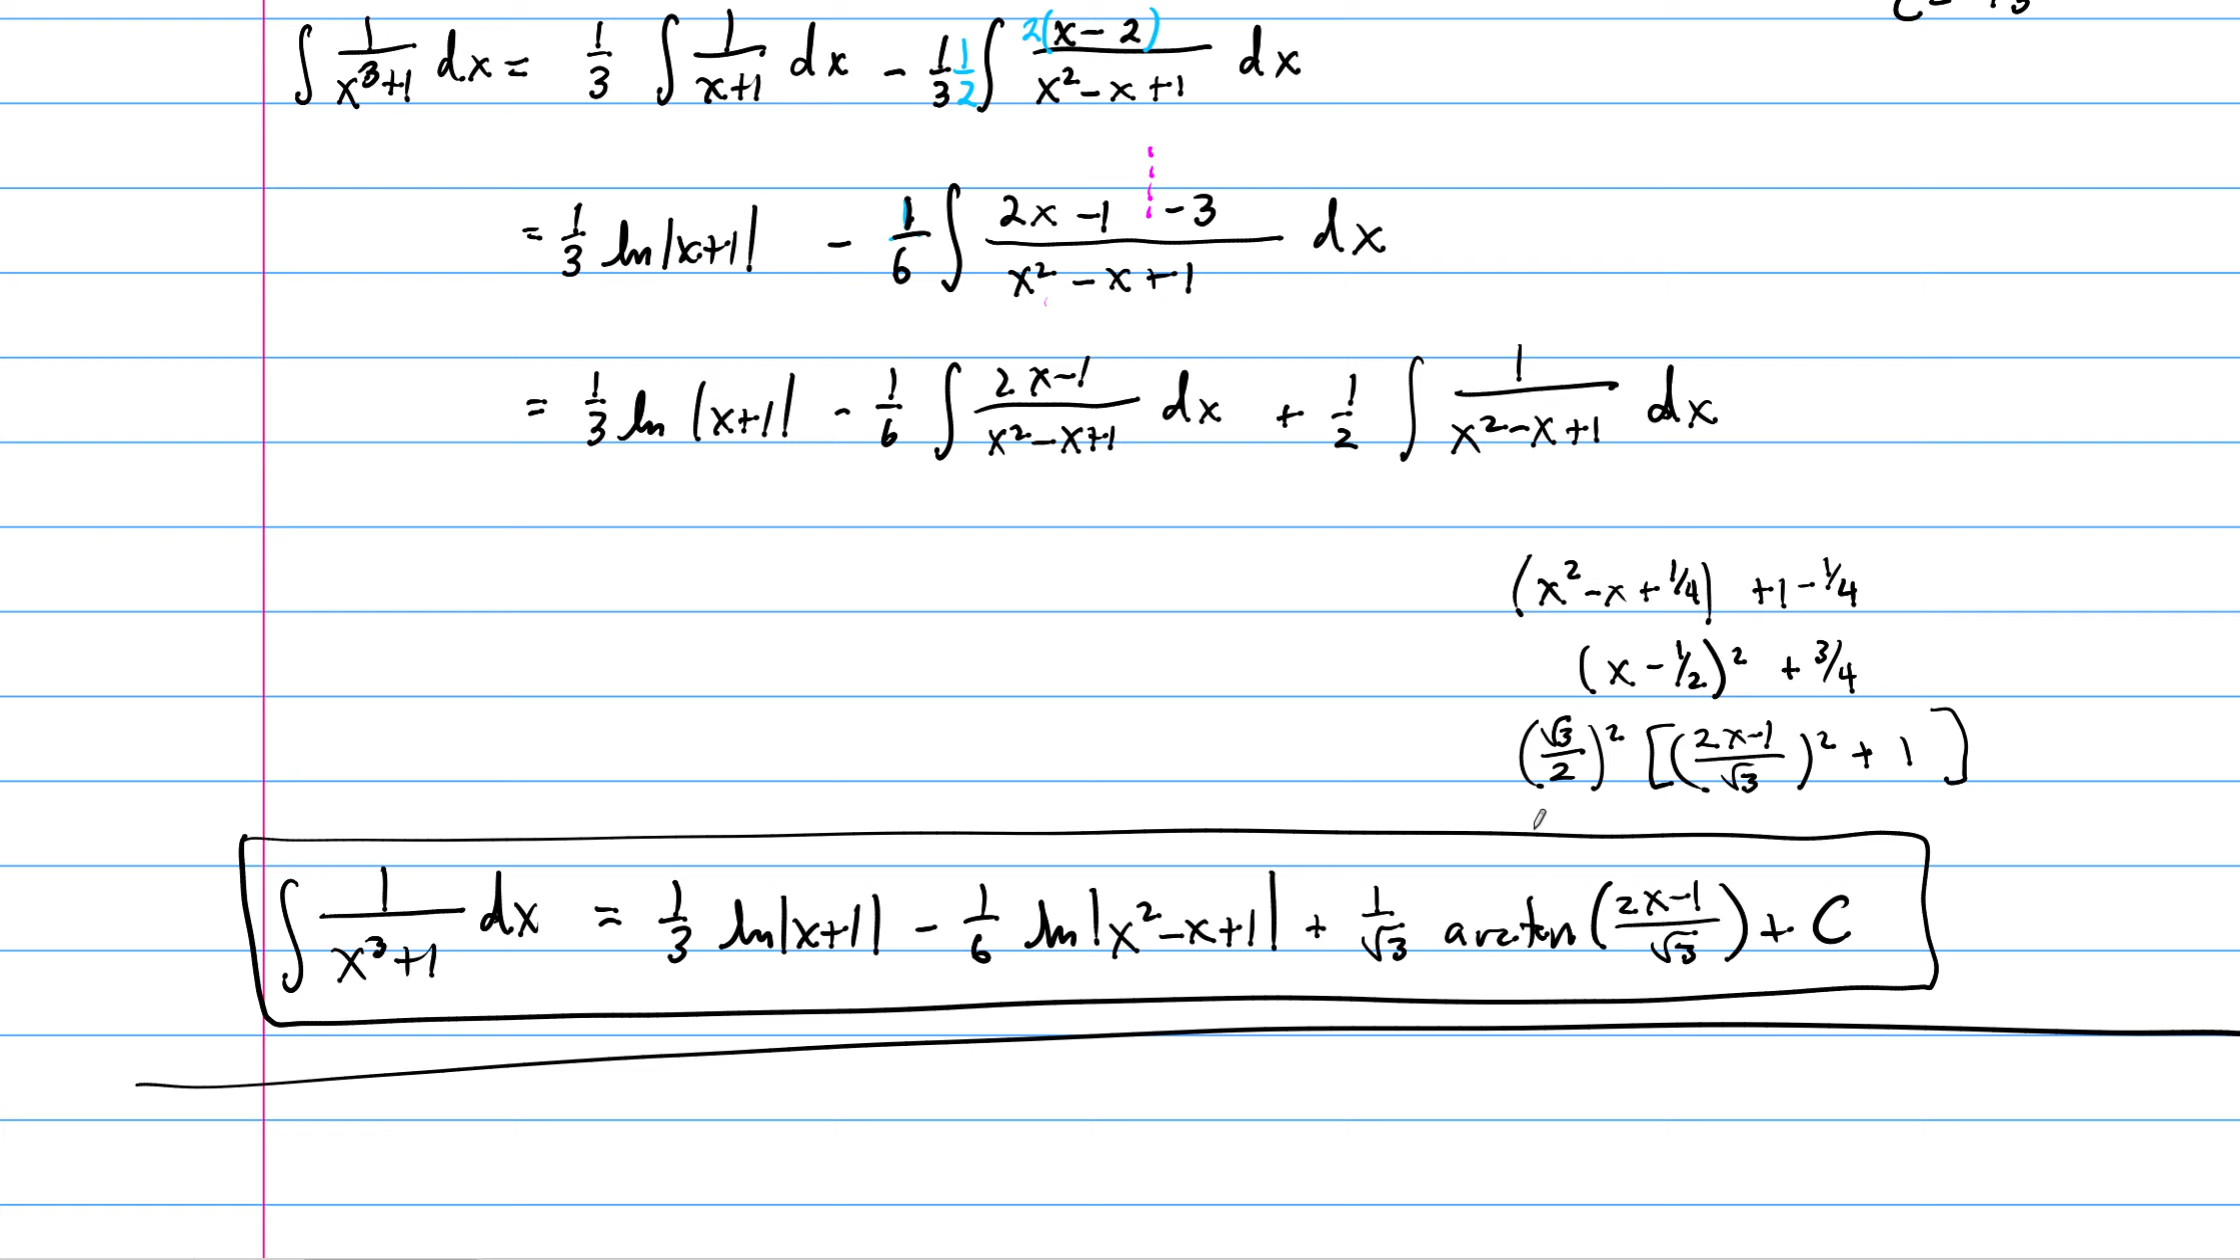 C = +3
∫ 1/(x³+1) dx = 1/3 ∫ 1/(x+1) dx - 1/3 1/2 ∫ 2(x-2)/(x²-x+1) dx
= 1/3 ln|x+1| - 1/6 ∫ (2x-1 -3)/(x²-x+1) dx
= 1/3 ln|x+1| - 1/6 ∫ (2x-1)/(x²-x+1) dx + 1/2 ∫ 1/(x²-x+1) dx
(x²-x+1/4) +1-1/4
(x-1/2)² + 3/4
(√3/2)² [((2x-1)/√3)² + 1]
∫ 1/(x³+1) dx = 1/3 ln|x+1| - 1/6 ln|x²-x+1| + 1/√3 arctan((2x-1)/√3) + C